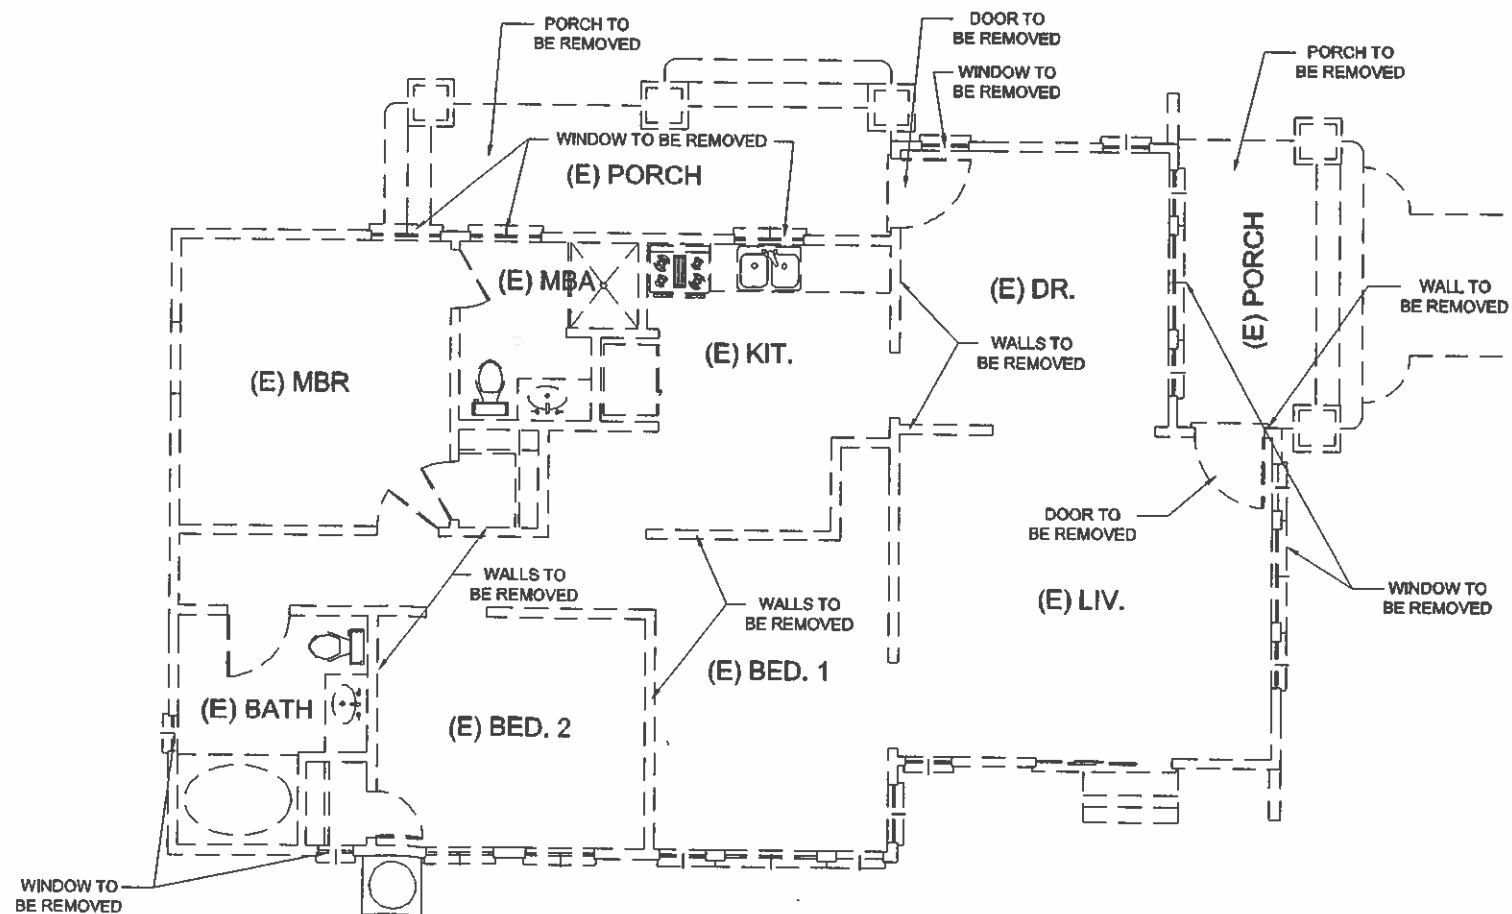 PORCH TO
BE REMOVED
DOOR TO
BE REMOVED
WINDOW TO
BE REMOVED
PORCH TO
BE REMOVED
WINDOW TO BE REMOVED
(E) PORCH
(E) MBA
(E) DR.
(E) PORCH
WALL TO
BE REMOVED
(E) MBR
(E) KIT.
WALLS TO
BE REMOVED
DOOR TO
BE REMOVED
WALLS TO
BE REMOVED
WALLS TO
BE REMOVED
(E) LIV.
WINDOW TO
BE REMOVED
(E) BED. 1
(E) BATH
(E) BED. 2
WINDOW TO
BE REMOVED